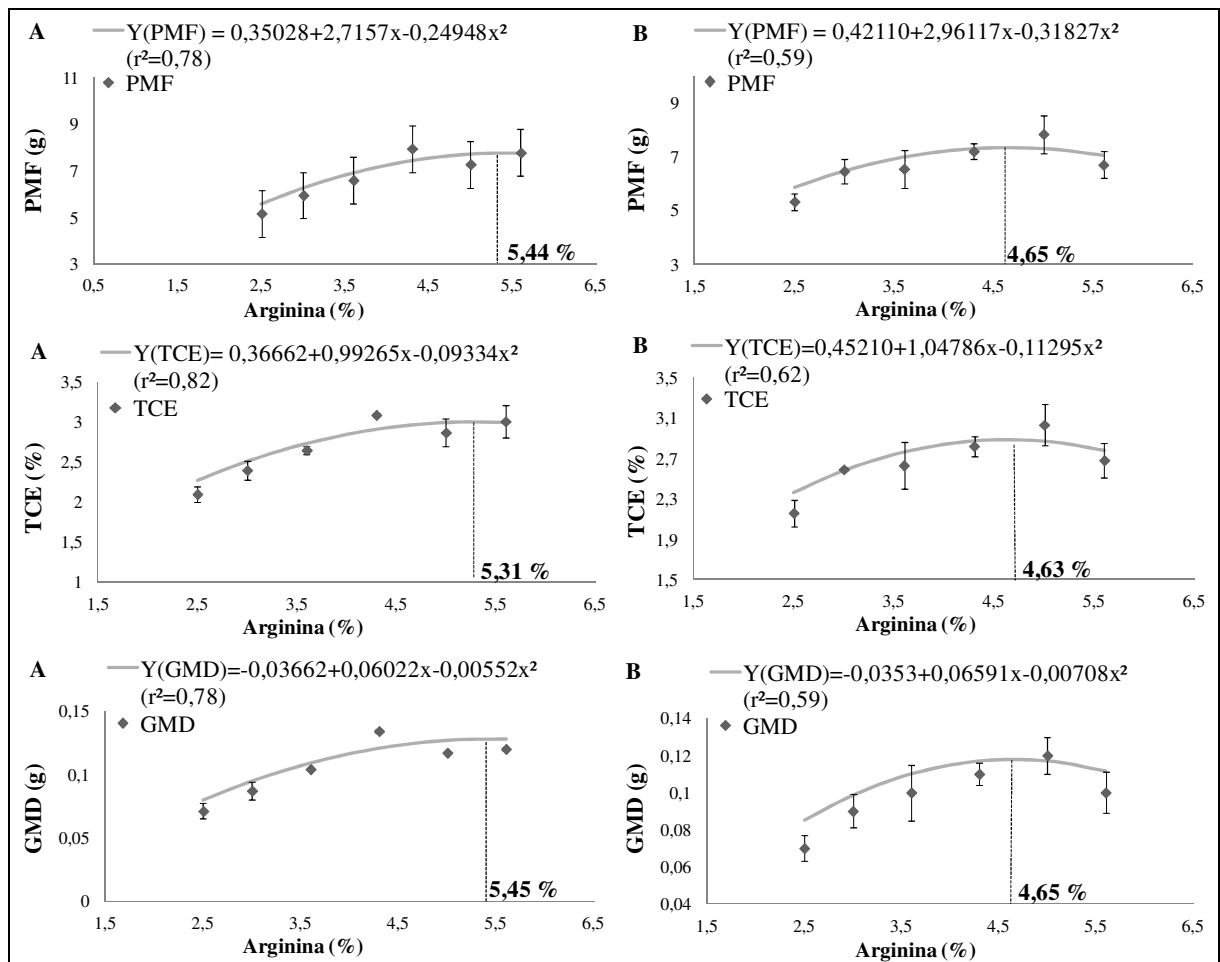 A
Y(PMF) = 0,35028+2,7157x-0,24948x²
(r²=0,78)
PMF
11
9
7
5
3
PMF (g)
5,44 %
0,5 1,5 2,5 3,5 4,5 5,5 6,5
Arginina (%)
B
Y(PMF) = 0,42110+2,96117x-0,31827x²
(r²=0,59)
PMF
9
7
5
3
PMF (g)
4,65 %
1,5 2,5 3,5 4,5 5,5 6,5
Arginina (%)
A
Y(TCE)= 0,36662+0,99265x-0,09334x²
(r²=0,82)
TCE
3,5
3
2,5
2
1,5
1
TCE (%)
5,31 %
1,5 2,5 3,5 4,5 5,5 6,5
Arginina (%)
B
Y(TCE)=0,45210+1,04786x-0,11295x²
(r²=0,62)
TCE
3,5
3,1
2,7
2,3
1,9
1,5
TCE (%)
4,63 %
1,5 2,5 3,5 4,5 5,5 6,5
Arginina (%)
A
Y(GMD)=-0,03662+0,06022x-0,00552x²
(r²=0,78)
GMD
0,15
0,1
0,05
0
GMD (g)
5,45 %
1,5 2,5 3,5 4,5 5,5 6,5
Arginina (%)
B
Y(GMD)=-0,0353+0,06591x-0,00708x²
(r²=0,59)
GMD
0,14
0,12
0,1
0,08
0,06
0,04
GMD (g)
4,65 %
1,5 2,5 3,5 4,5 5,5 6,5
Arginina (%)